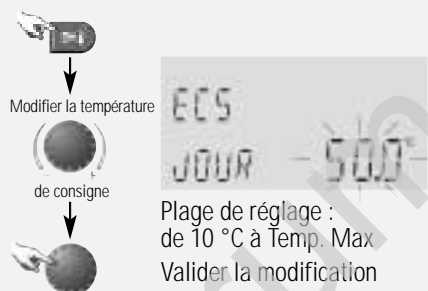 Modifier la température
de consigne
ECS
JOUR 50.0°
Plage de réglage :
de 10 °C à Temp. Max
Valider la modification